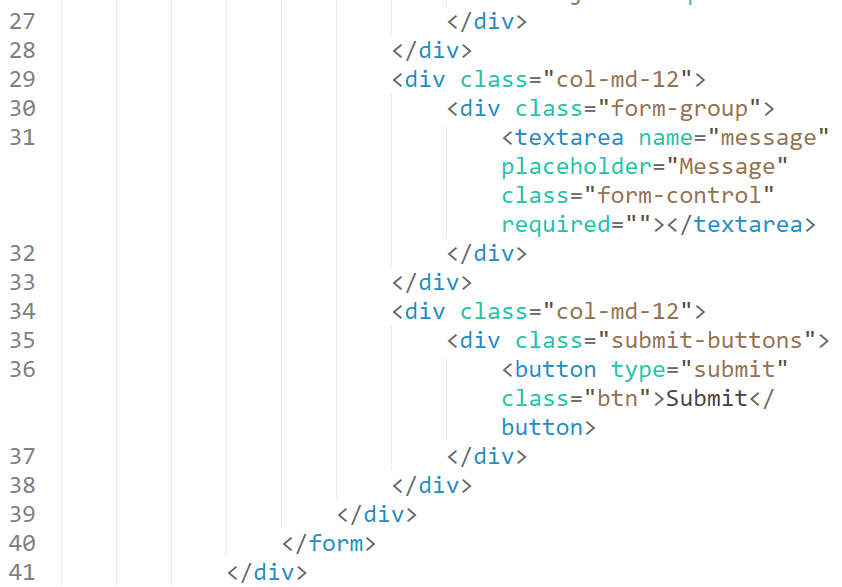 27 </div>
28 </div>
29 <div class="col-md-12">
30 <div class="form-group">
31 <textarea name="message"
placeholder="Message"
class="form-control"
required=""></textarea>
32 </div>
33 </div>
34 <div class="col-md-12">
35 <div class="submit-buttons">
36 <button type="submit"
class="btn">Submit</
button>
37 </div>
38 </div>
39 </div>
40 </form>
41 </div>